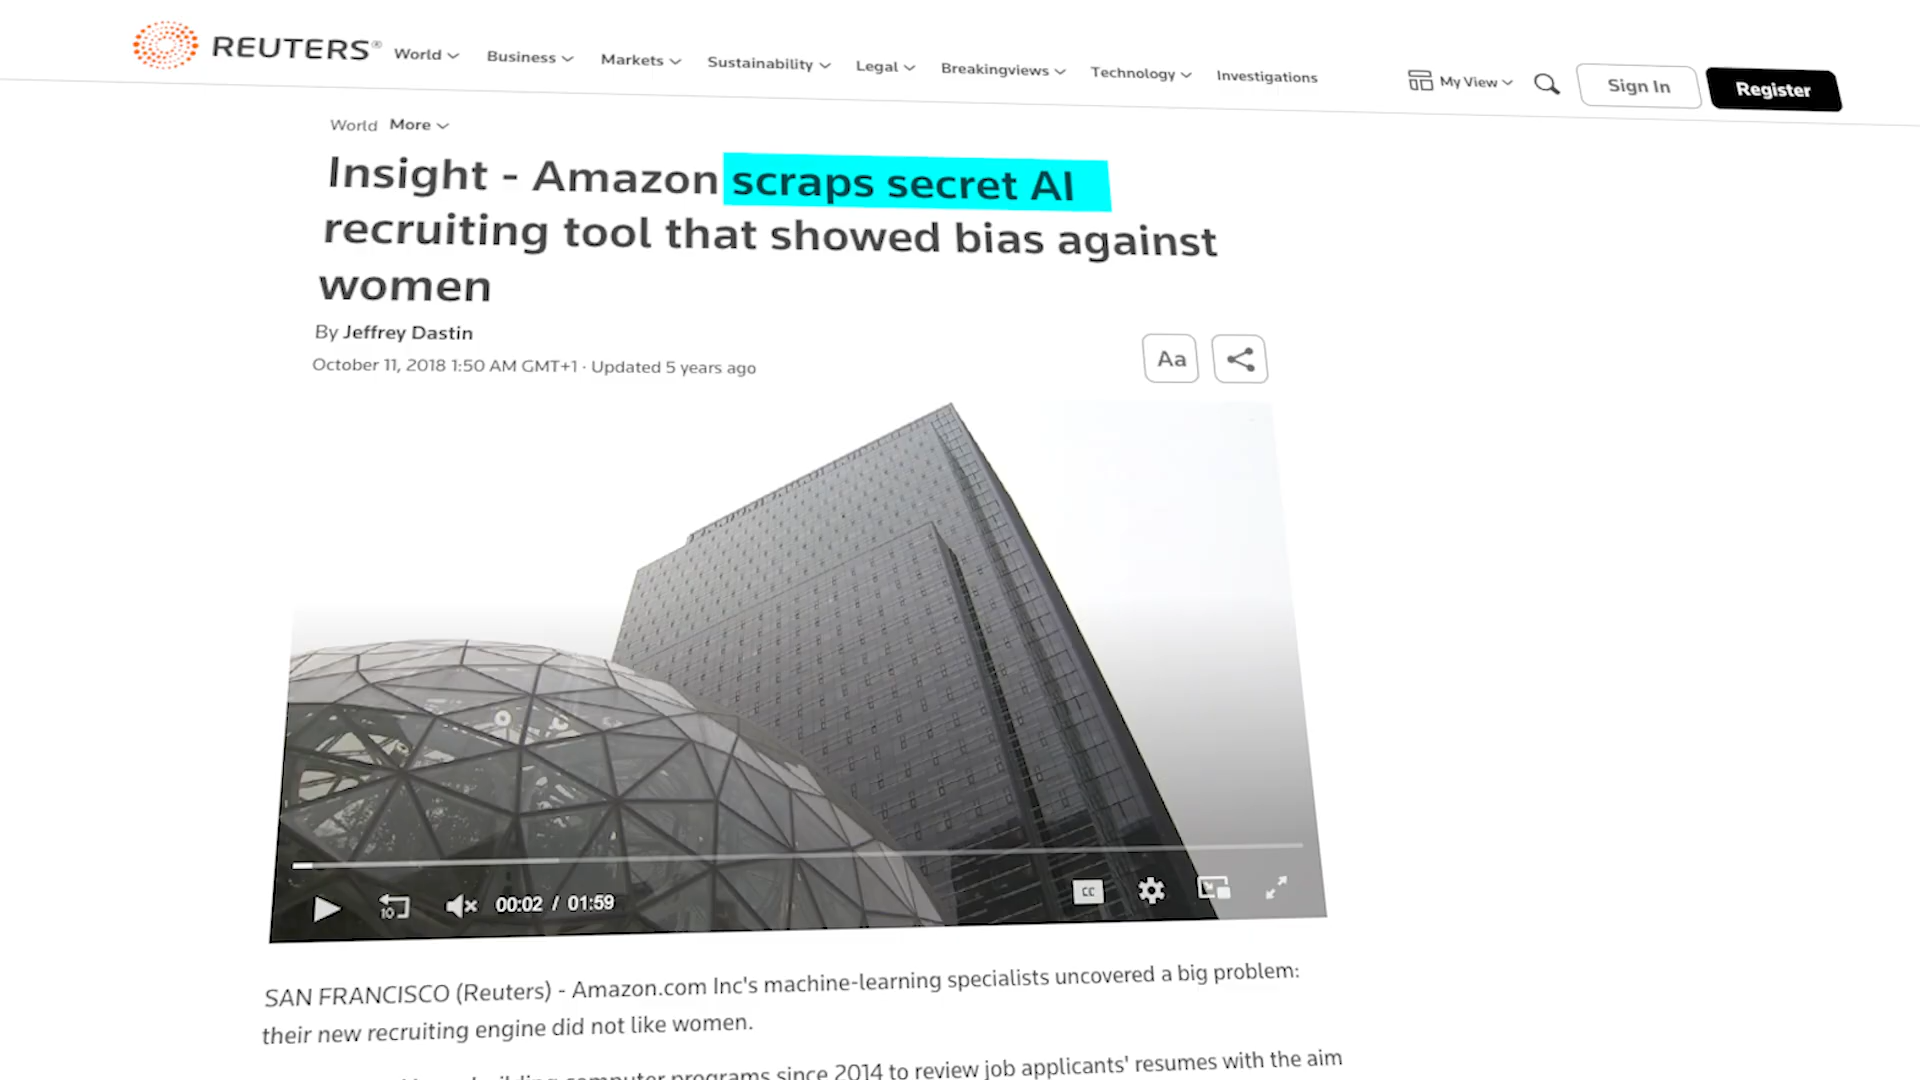 REUTERS®
World Business Markets Sustainability Legal Breakingviews Technology Investigations My View Sign In Register
World More
Insight - Amazon scraps secret AI
recruiting tool that showed bias against
women
By Jeffrey Dastin
October 11, 2018 1:50 AM GMT+1 · Updated 5 years ago
Aa
10 00:02 / 01:59 CC
SAN FRANCISCO (Reuters) - Amazon.com Inc's machine-learning specialists uncovered a big problem:
their new recruiting engine did not like women.
computer programs since 2014 to review job applicants' resumes with the aim